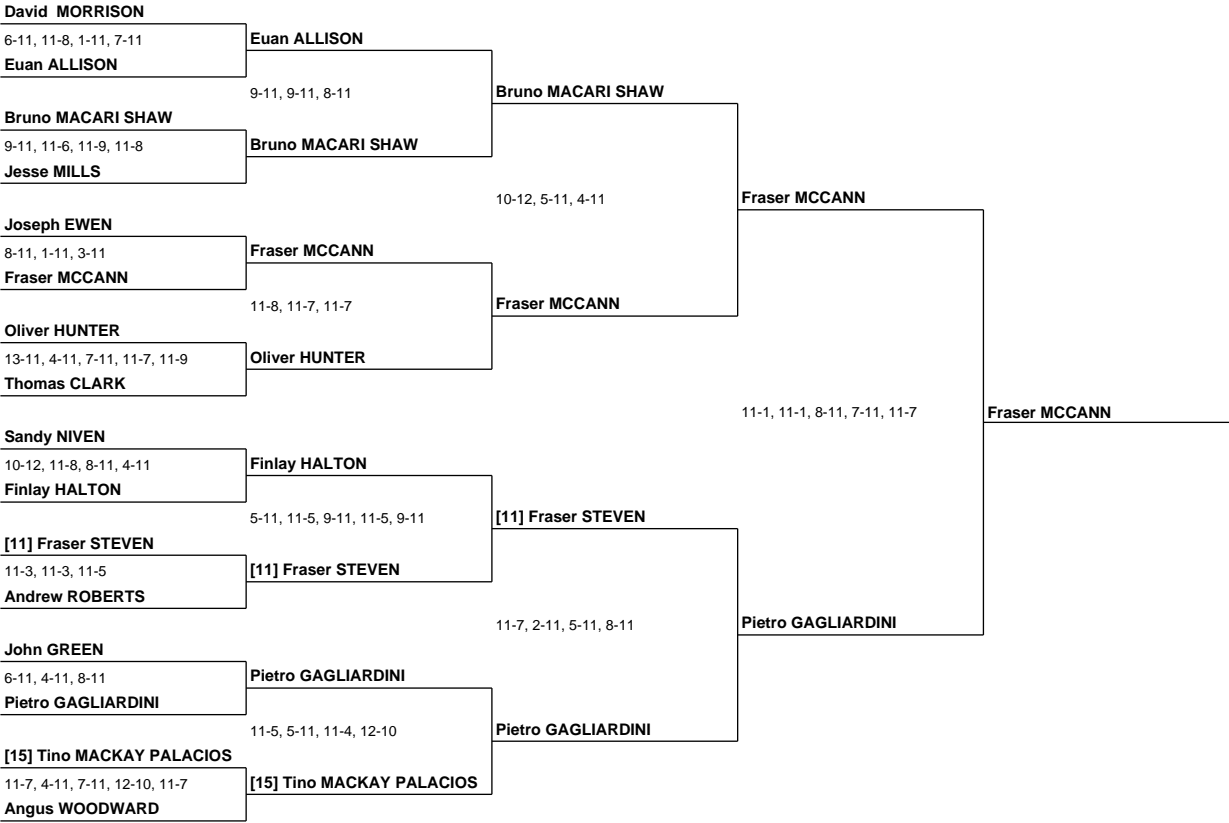 David  MORRISON
6-11, 11-8, 1-11, 7-11
Euan ALLISON
Euan ALLISON
9-11, 9-11, 8-11
Bruno MACARI SHAW
Bruno MACARI SHAW
9-11, 11-6, 11-9, 11-8
Bruno MACARI SHAW
Jesse MILLS
10-12, 5-11, 4-11
Fraser MCCANN
Joseph EWEN
8-11, 1-11, 3-11
Fraser MCCANN
Fraser MCCANN
11-8, 11-7, 11-7
Fraser MCCANN
Oliver HUNTER
13-11, 4-11, 7-11, 11-7, 11-9
Oliver HUNTER
Thomas CLARK
11-1, 11-1, 8-11, 7-11, 11-7
Fraser MCCANN
Sandy NIVEN
10-12, 11-8, 8-11, 4-11
Finlay HALTON
Finlay HALTON
5-11, 11-5, 9-11, 11-5, 9-11
[11] Fraser STEVEN
[11] Fraser STEVEN
11-3, 11-3, 11-5
[11] Fraser STEVEN
Andrew ROBERTS
11-7, 2-11, 5-11, 8-11
Pietro GAGLIARDINI
John GREEN
6-11, 4-11, 8-11
Pietro GAGLIARDINI
Pietro GAGLIARDINI
11-5, 5-11, 11-4, 12-10
Pietro GAGLIARDINI
[15] Tino MACKAY PALACIOS
11-7, 4-11, 7-11, 12-10, 11-7
[15] Tino MACKAY PALACIOS
Angus WOODWARD